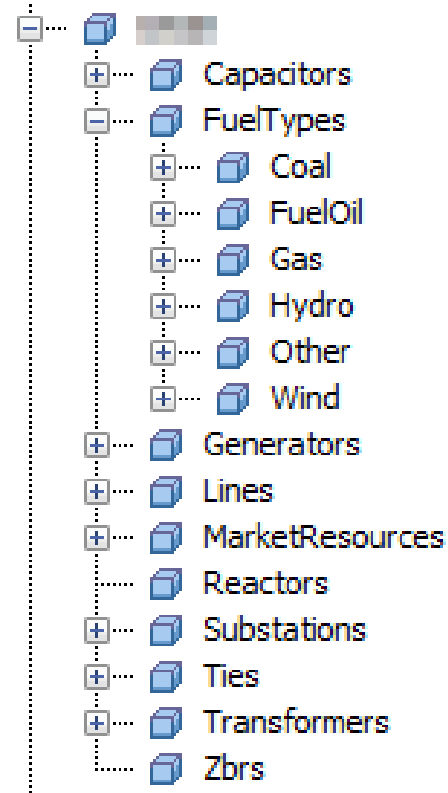 Capacitors
FuelTypes
Coal
FuelOil
Gas
Hydro
Other
Wind
Generators
Lines
MarketResources
Reactors
Substations
Ties
Transformers
Zbrs